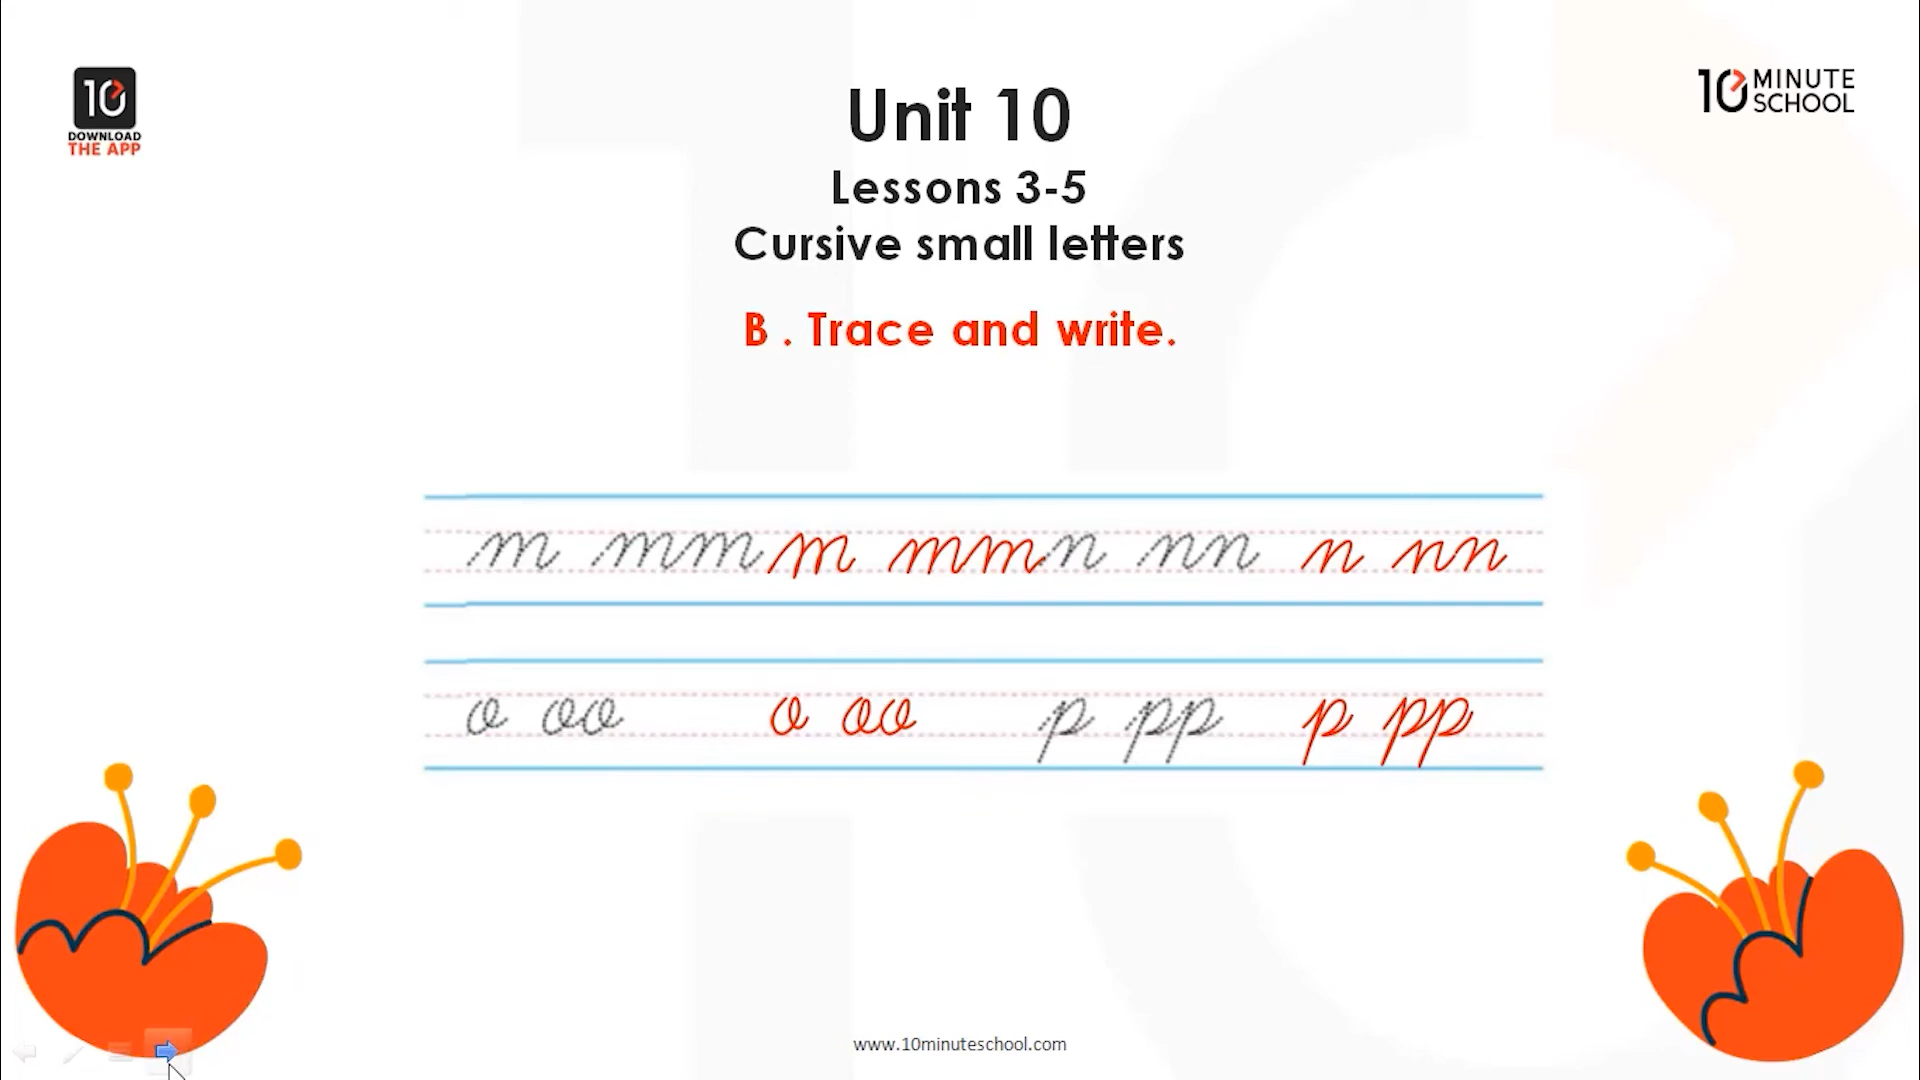 10
DOWNLOAD
THE APP
10 MINUTE
SCHOOL
Unit 10
Lessons 3-5
Cursive small letters
B . Trace and write.
m mm m mm n nn n nn
o oo o oo p pp p pp
www.10minuteschool.com